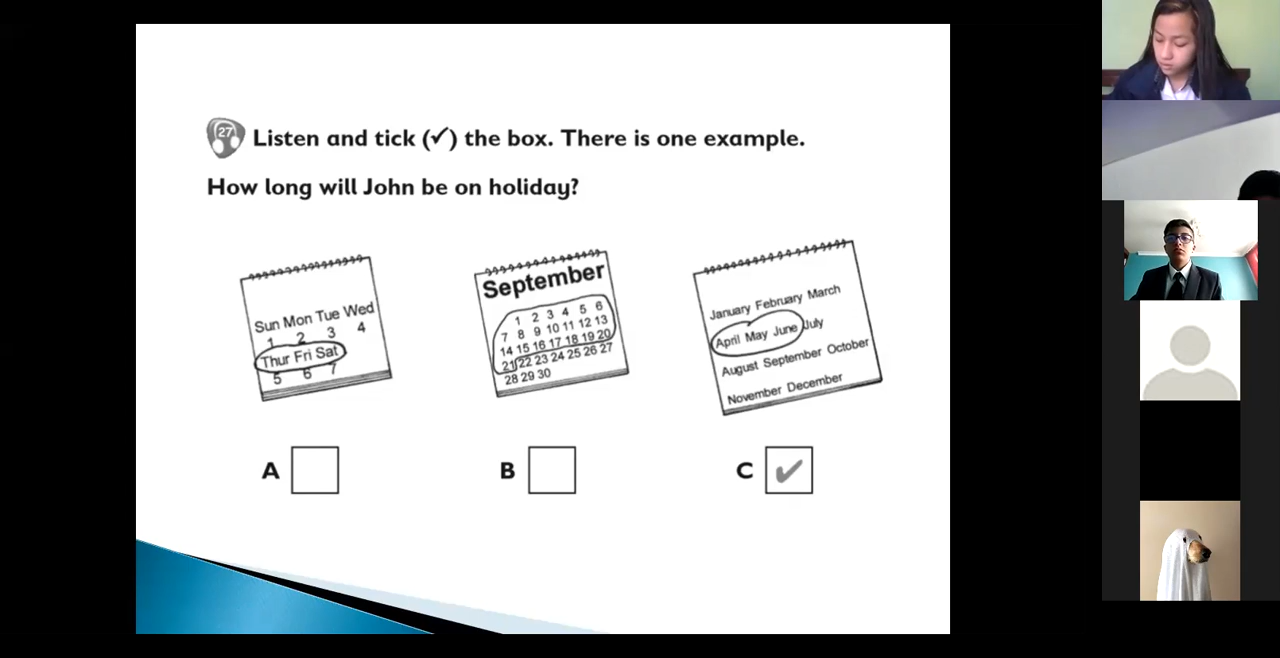 27
Listen and tick (✓) the box. There is one example.
How long will John be on holiday?
Sun Mon Tue Wed
1 2 3 4
Thur Fri Sat
5 6 7
September
1 2 3 4 5 6
7 8 9 10 11 12 13
14 15 16 17 18 19 20
21 22 23 24 25 26 27
28 29 30
January February March
April May June July
August September October
November December
A
B
C ✓